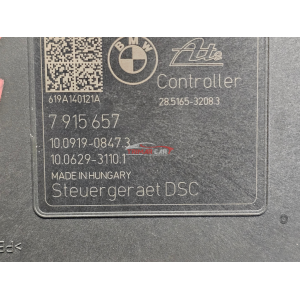 BMW Ate
Controller
619A140121A 28.5165-3208.3
7 915 657
10.0919-0847.3
10.0629-3110.1
MADE IN HUNGARY
Steuergeraet DSC